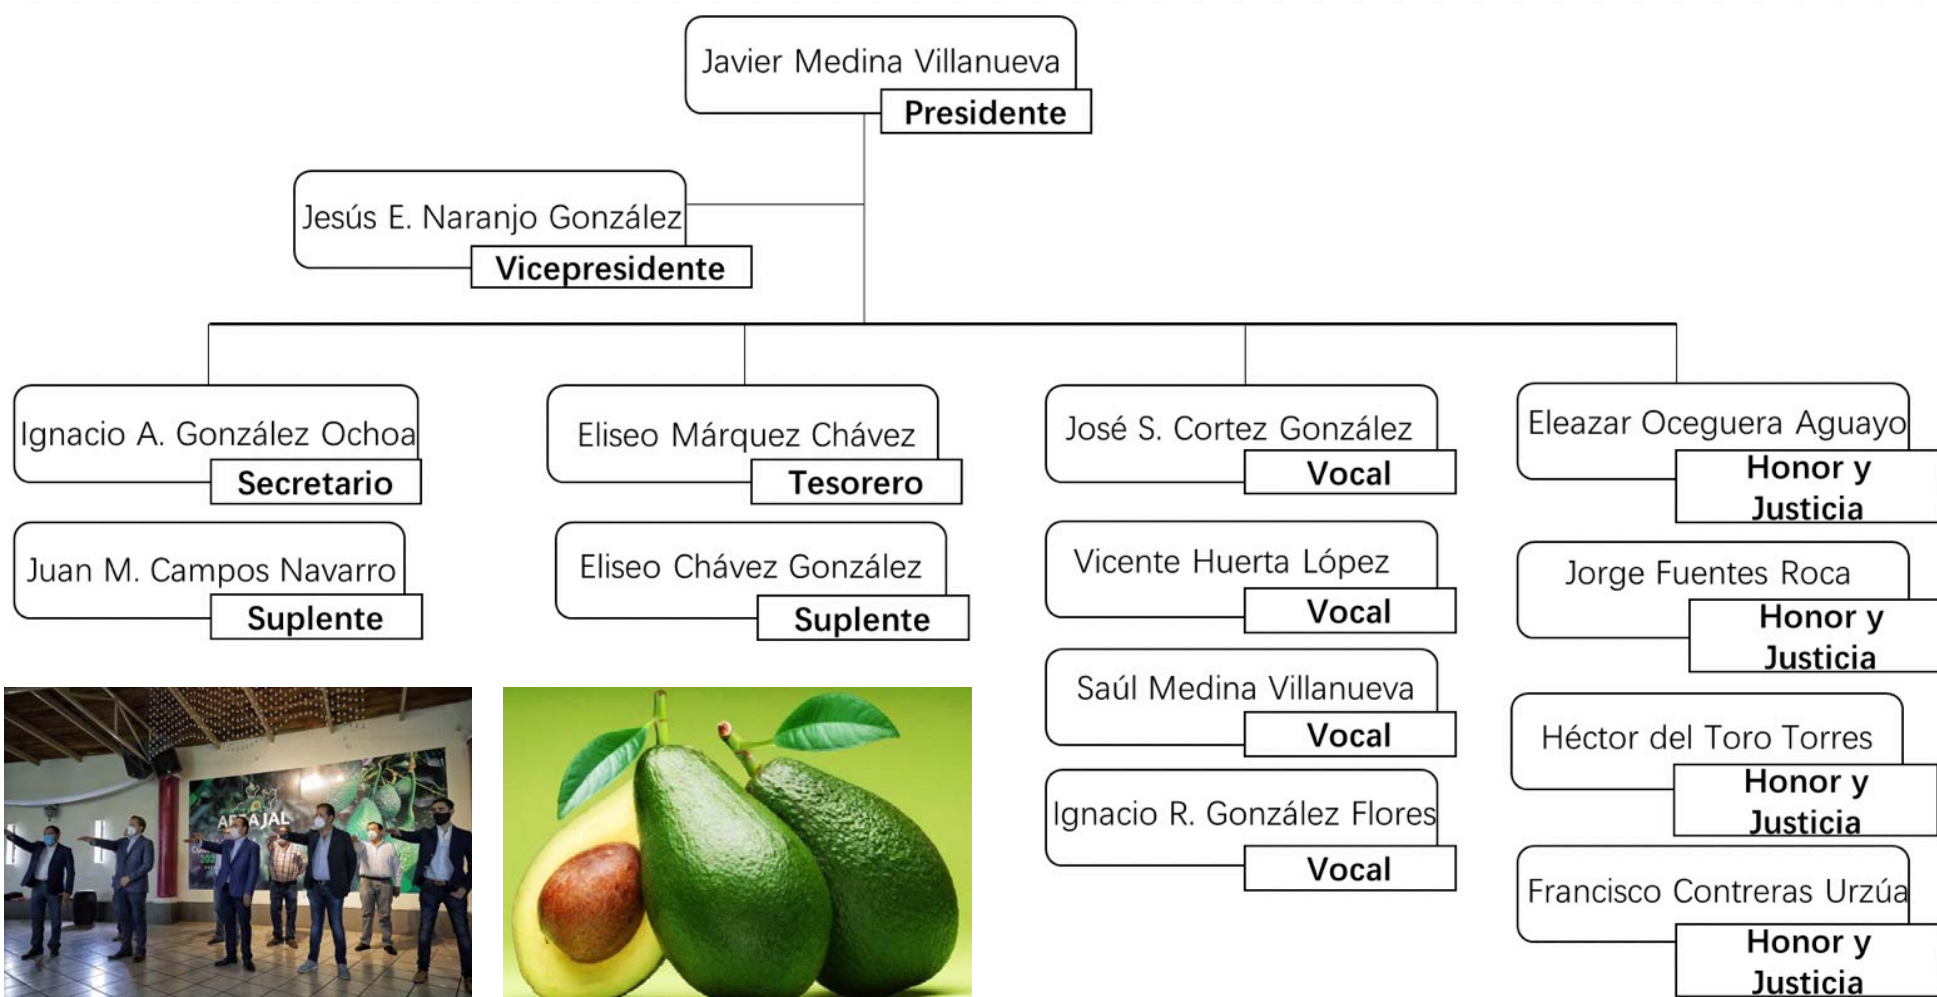 Javier Medina Villanueva
Presidente
Jesús E. Naranjo González
Vicepresidente
Ignacio A. González Ochoa
Secretario
Juan M. Campos Navarro
Suplente
Eliseo Márquez Chávez
Tesorero
Eliseo Chávez González
Suplente
José S. Cortez González
Vocal
Vicente Huerta López
Vocal
Saúl Medina Villanueva
Vocal
Ignacio R. González Flores
Vocal
Eleazar Oceguera Aguayo
Honor y
Justicia
Jorge Fuentes Roca
Honor y
Justicia
Héctor del Toro Torres
Honor y
Justicia
Francisco Contreras Urzúa
Honor y
Justicia
JAL